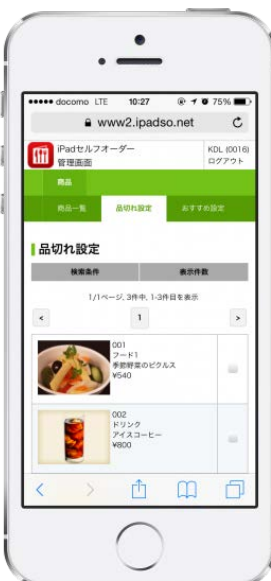 docomo LTE 10:27 75%
www2.ipadso.net
iPadセルフオーダー
管理画面
KDL (0016)
ログアウト
商品
商品一覧 品切れ設定 おすすめ設定
品切れ設定
検索条件 表示件数
1/1ページ, 3件中, 1-3件目を表示
< 1 >
001
フード1
季節野菜のピクルス
¥540
002
ドリンク
アイスコーヒー
¥800